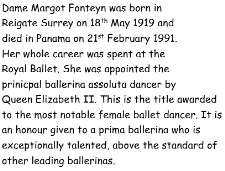 Dame Margot Fonteyn was born in
Reigate Surrey on 18th May 1919 and
died in Panama on 21st February 1991.
Her whole career was spent at the
Royal Ballet, She was appointed the
prinicpal ballerina assoluta dancer by
Queen Elizabeth II. This is the title awarded
to the most notable female ballet dancer. It is
an honour given to a prima ballerina who is
exceptionally talented, above the standard of
other leading ballerinas.